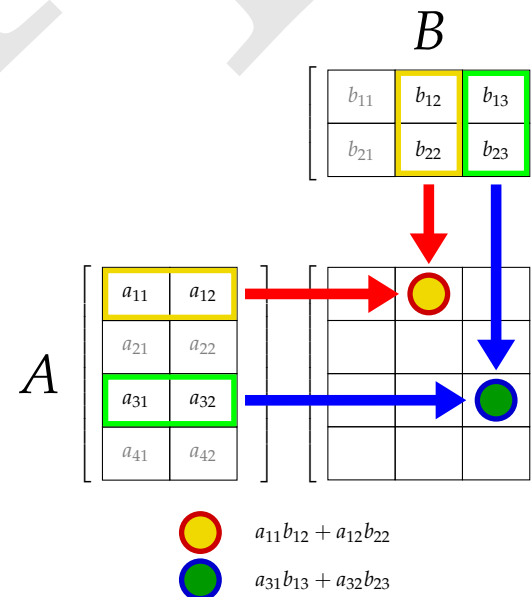 B
b₁₁ b₁₂ b₁₃
b₂₁ b₂₂ b₂₃
A
a₁₁ a₁₂
a₂₁ a₂₂
a₃₁ a₃₂
a₄₁ a₄₂
a₁₁b₁₂ + a₁₂b₂₂
a₃₁b₁₃ + a₃₂b₂₃